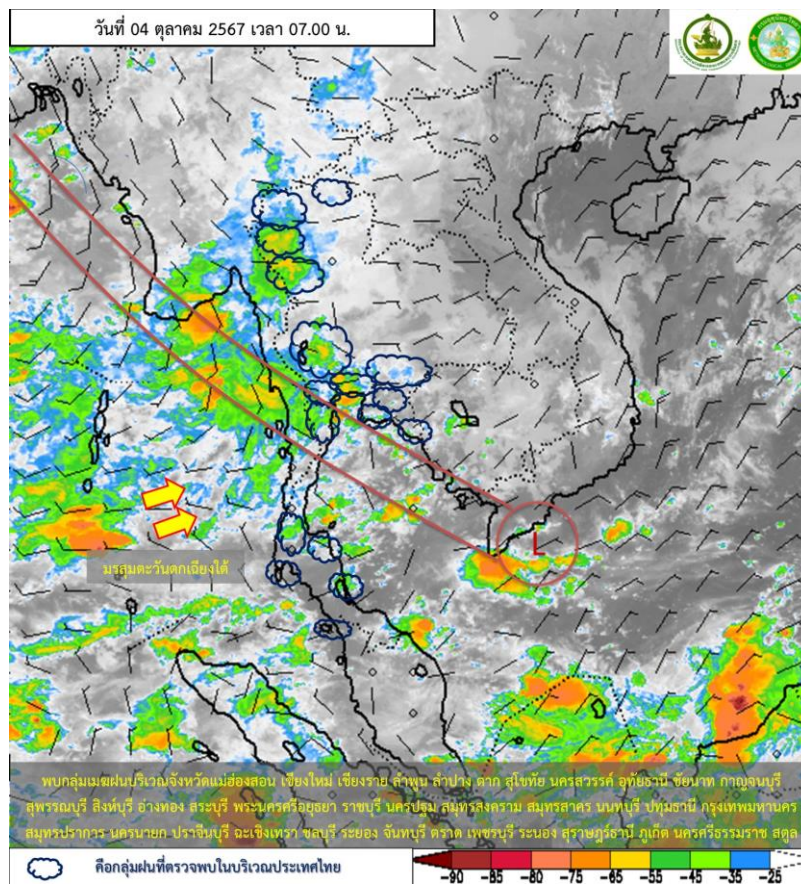 วันที่ 04 ตุลาคม 2567 เวลา 07.00 น.
L
มรสุมตะวันตกเฉียงใต้
พบกลุ่มเมฆฝนบริเวณจังหวัดแม่ฮ่องสอน เชียงใหม่ เชียงราย ลำพูน ลำปาง ตาก สุโขทัย นครสวรรค์ อุทัยธานี ชัยนาท กาญจนบุรี
สุพรรณบุรี สิงห์บุรี อ่างทอง สระบุรี พระนครศรีอยุธยา ราชบุรี นครปฐม สมุทรสงคราม สมุทรสาคร นนทบุรี ปทุมธานี กรุงเทพมหานคร
สมุทรปราการ นครนายก ปราจีนบุรี ฉะเชิงเทรา ชลบุรี ระยอง จันทบุรี ตราด เพชรบุรี ระนอง สุราษฎร์ธานี ภูเก็ต นครศรีธรรมราช สตูล
คือกลุ่มฝนที่ตรวจพบในบริเวณประเทศไทย
-90 -85 -80 -75 -65 -55 -45 -35 -25